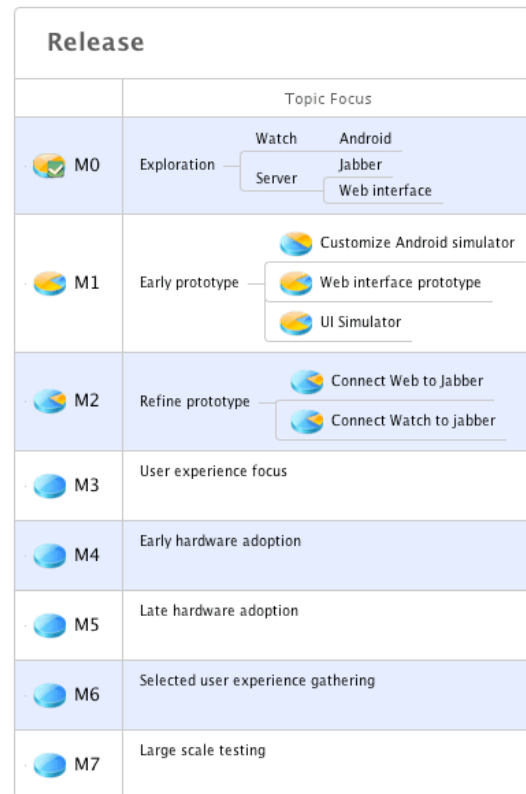 Release
Topic Focus
M0
Exploration
Watch
Android
Server
Jabber
Web interface
M1
Early prototype
Customize Android simulator
Web interface prototype
UI Simulator
M2
Refine prototype
Connect Web to Jabber
Connect Watch to jabber
M3
User experience focus
M4
Early hardware adoption
M5
Late hardware adoption
M6
Selected user experience gathering
M7
Large scale testing